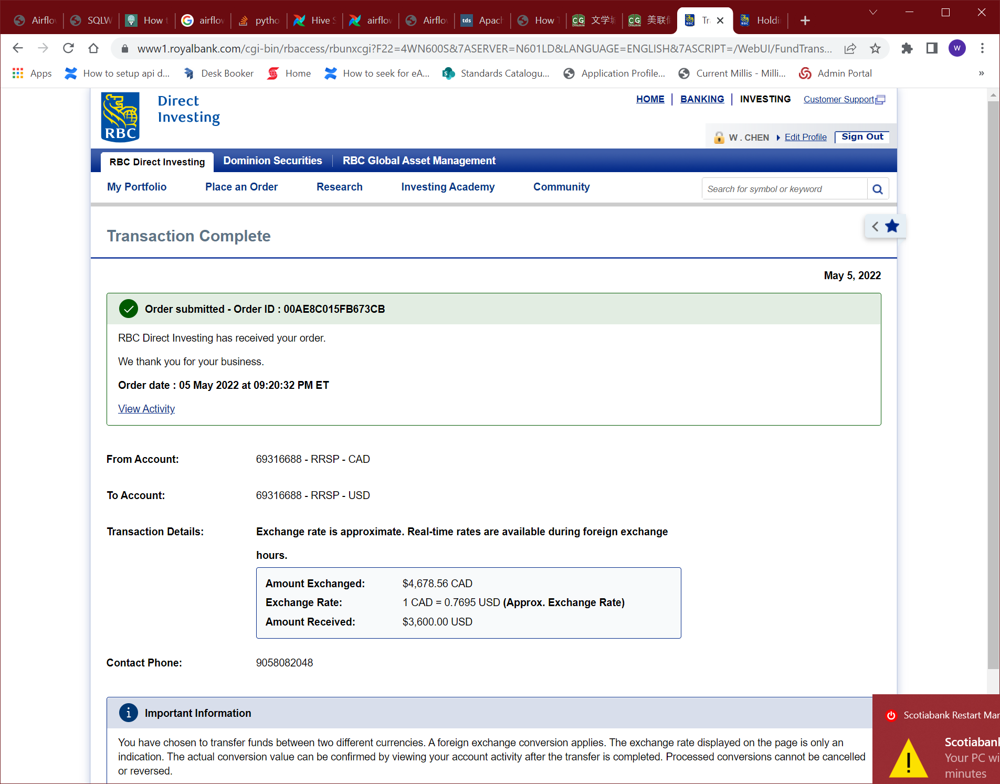 Airflo SQLW How t airflov pytho Hive S airflov Airflo Apach How T 文学城 美联储 Tr Holdi
www1.royalbank.com/cgi-bin/rbaccess/rbunxcgi?F22=4WN600S&7ASERVER=N601LD&LANGUAGE=ENGLISH&7ASCRIPT=/WebUI/FundTrans... W
Apps How to setup api d... Desk Booker Home How to seek for eA... Standards Catalogu... Application Profile... Current Millis - Milli... Admin Portal »
RBC Direct Investing
HOME BANKING INVESTING Customer Support
W . CHEN Edit Profile Sign Out
RBC Direct Investing Dominion Securities RBC Global Asset Management
My Portfolio Place an Order Research Investing Academy Community Search for symbol or keyword
Transaction Complete
May 5, 2022
Order submitted - Order ID : 00AE8C015FB673CB
RBC Direct Investing has received your order.
We thank you for your business.
Order date : 05 May 2022 at 09:20:32 PM ET
View Activity
From Account: 69316688 - RRSP - CAD
To Account: 69316688 - RRSP - USD
Transaction Details: Exchange rate is approximate. Real-time rates are available during foreign exchange
hours.
Amount Exchanged: $4,678.56 CAD
Exchange Rate: 1 CAD = 0.7695 USD (Approx. Exchange Rate)
Amount Received: $3,600.00 USD
Contact Phone: 9058082048
Important Information
You have chosen to transfer funds between two different currencies. A foreign exchange conversion applies. The exchange rate displayed on the page is only an
indication. The actual conversion value can be confirmed by viewing your account activity after the transfer is completed. Processed conversions cannot be cancelled
or reversed.
Scotiabank Restart Mar
Scotiabank
Your PC wi
minutes